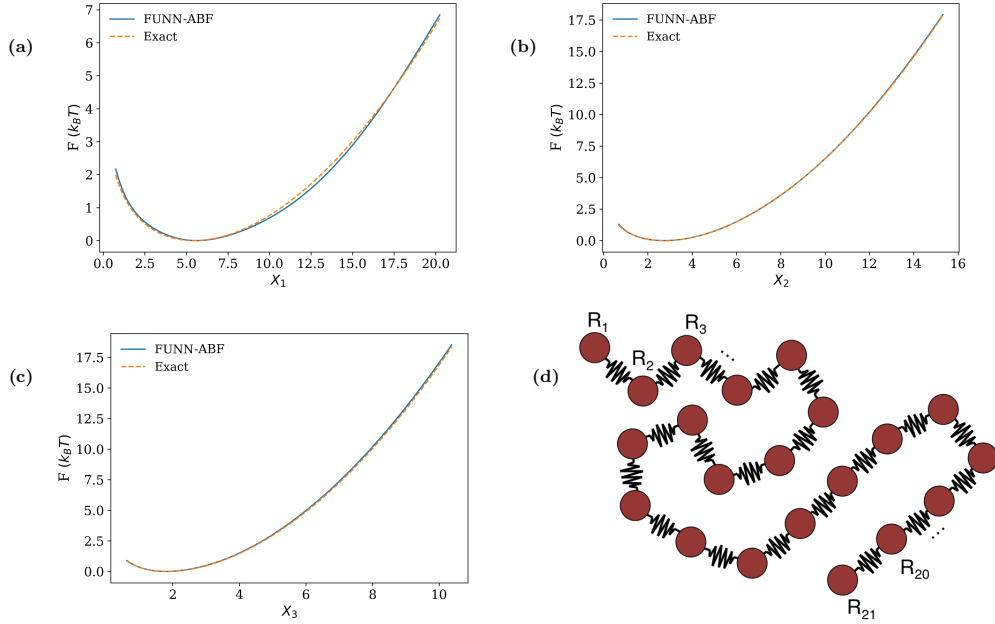 (a)
FUNN-ABF
Exact
F (k_BT)
7
6
5
4
3
2
1
0
0.0 2.5 5.0 7.5 10.0 12.5 15.0 17.5 20.0
X_1
(b)
FUNN-ABF
Exact
F (k_BT)
17.5
15.0
12.5
10.0
7.5
5.0
2.5
0.0
0 2 4 6 8 10 12 14 16
X_2
(c)
FUNN-ABF
Exact
F (k_BT)
17.5
15.0
12.5
10.0
7.5
5.0
2.5
0.0
2 4 6 8 10
X_3
(d)
R_1
R_2
R_3
...
...
R_20
R_21